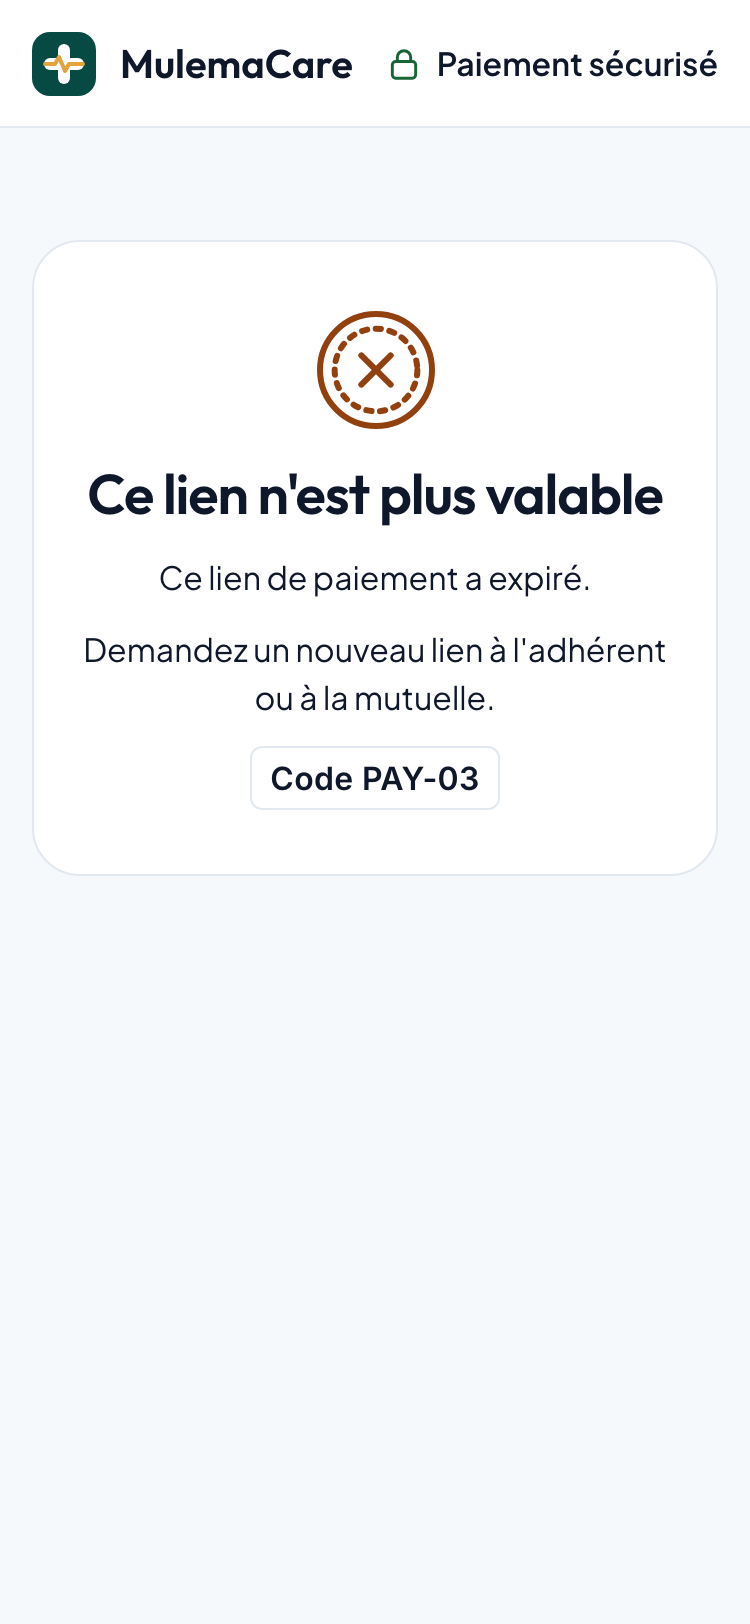 MulemaCare
Paiement sécurisé
Ce lien n'est plus valable
Ce lien de paiement a expiré.
Demandez un nouveau lien à l'adhérent
ou à la mutuelle.
Code PAY-03